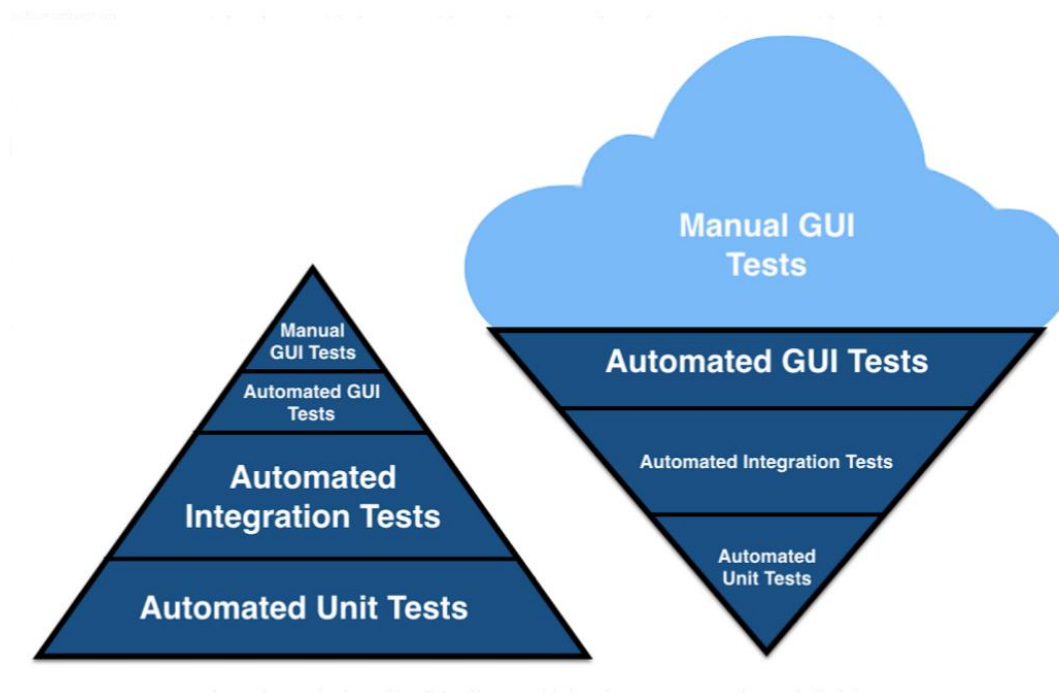 Manual
GUI Tests
Automated GUI
Tests
Automated
Integration Tests
Automated Unit Tests
Manual GUI
Tests
Automated GUI Tests
Automated Integration Tests
Automated
Unit Tests